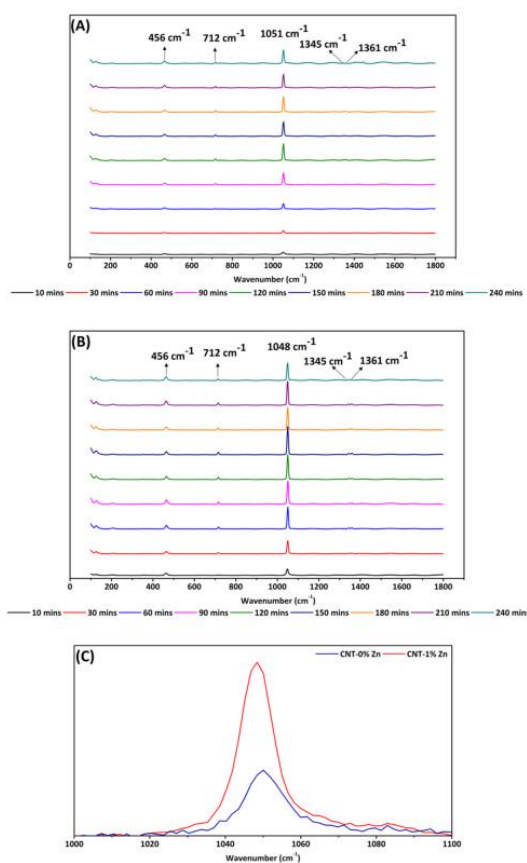 (A)
456 cm⁻¹ 712 cm⁻¹ 1051 cm⁻¹ 1345 cm⁻¹ 1361 cm⁻¹
0 200 400 600 800 1000 1200 1400 1600 1800
Wavenumber (cm⁻¹)
10 mins 30 mins 60 mins 90 mins 120 mins 150 mins 180 mins 210 mins 240 mins
(B)
456 cm⁻¹ 712 cm⁻¹ 1048 cm⁻¹ 1345 cm⁻¹ 1361 cm⁻¹
0 200 400 600 800 1000 1200 1400 1600 1800
Wavenumber (cm⁻¹)
10 mins 30 mins 60 mins 90 mins 120 mins 150 mins 180 mins 210 mins 240 mins
(C)
CNT-0% Zn CNT-1% Zn
1000 1020 1040 1060 1080 1100
Wavenumber (cm⁻¹)